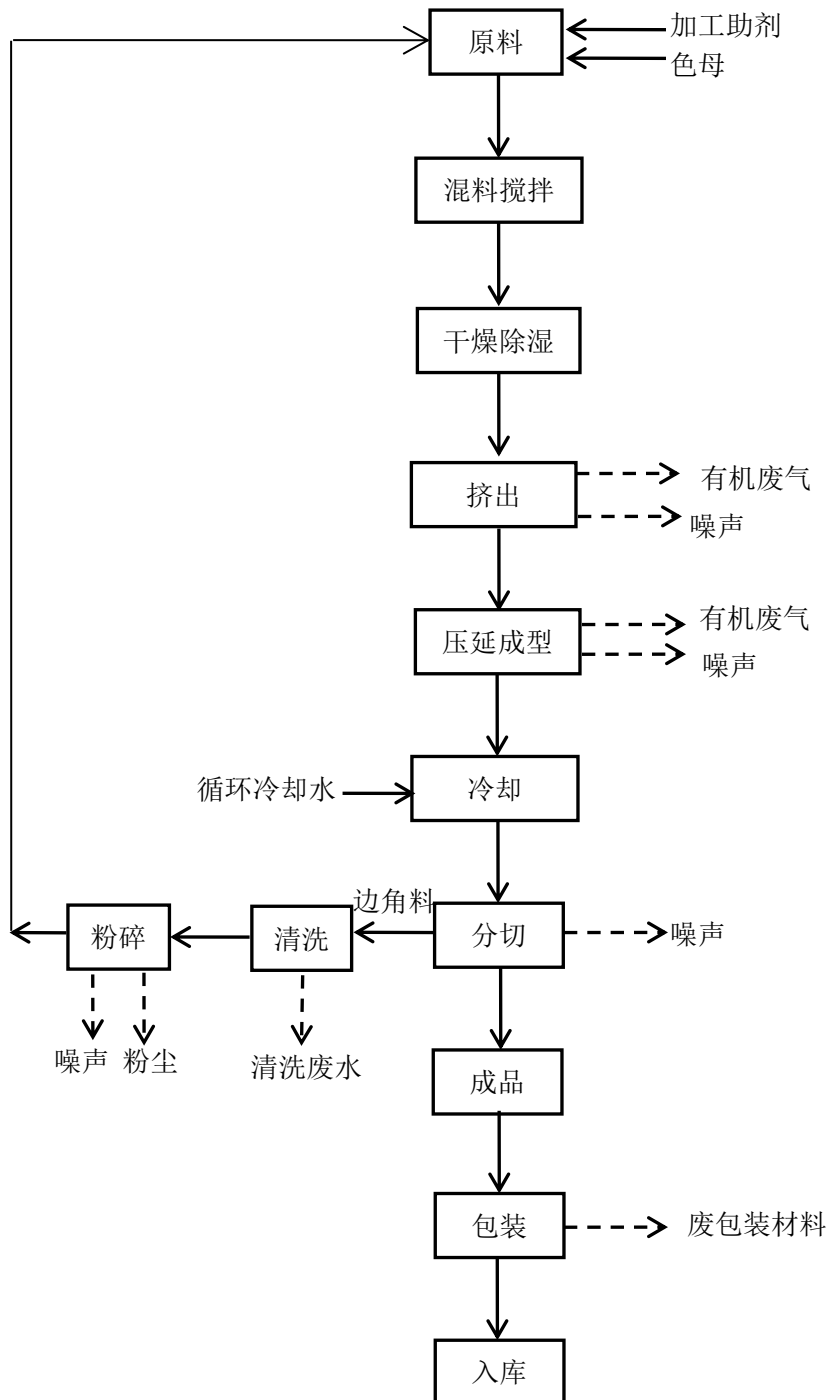 原料
加工助剂
色母
混料搅拌
干燥除湿
挤出
有机废气
噪声
压延成型
有机废气
噪声
循环冷却水
冷却
粉碎
清洗
边角料
分切
噪声
噪声
粉尘
清洗废水
成品
包装
废包装材料
入库